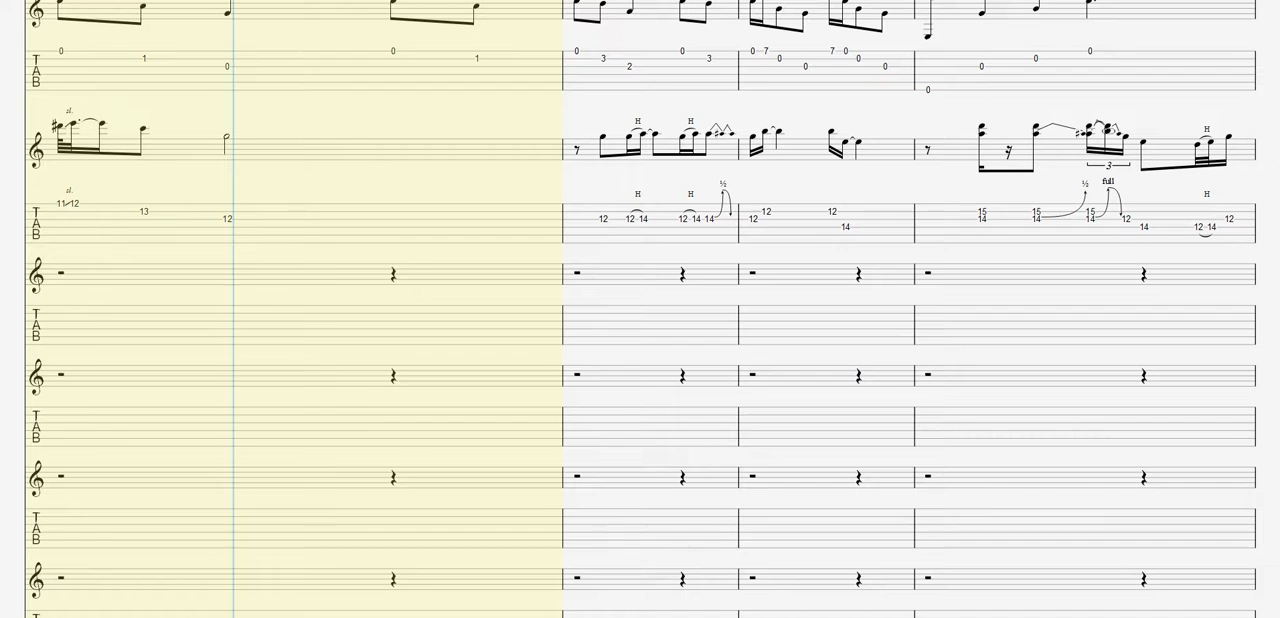 0 0 0 0 0 7 7 0 0
1 1 3 3 0 0 0
0 2 0 0 0
0
sl. H H H
3
sl. ½ ½ full
H H H
T 11 12 13 12 12 12 15 15 15
A 12 12 12 14 12 14 14 12 14 14 14 12 12
B 14 14 12 14
T
A
B
T
A
B
T
A
B
T